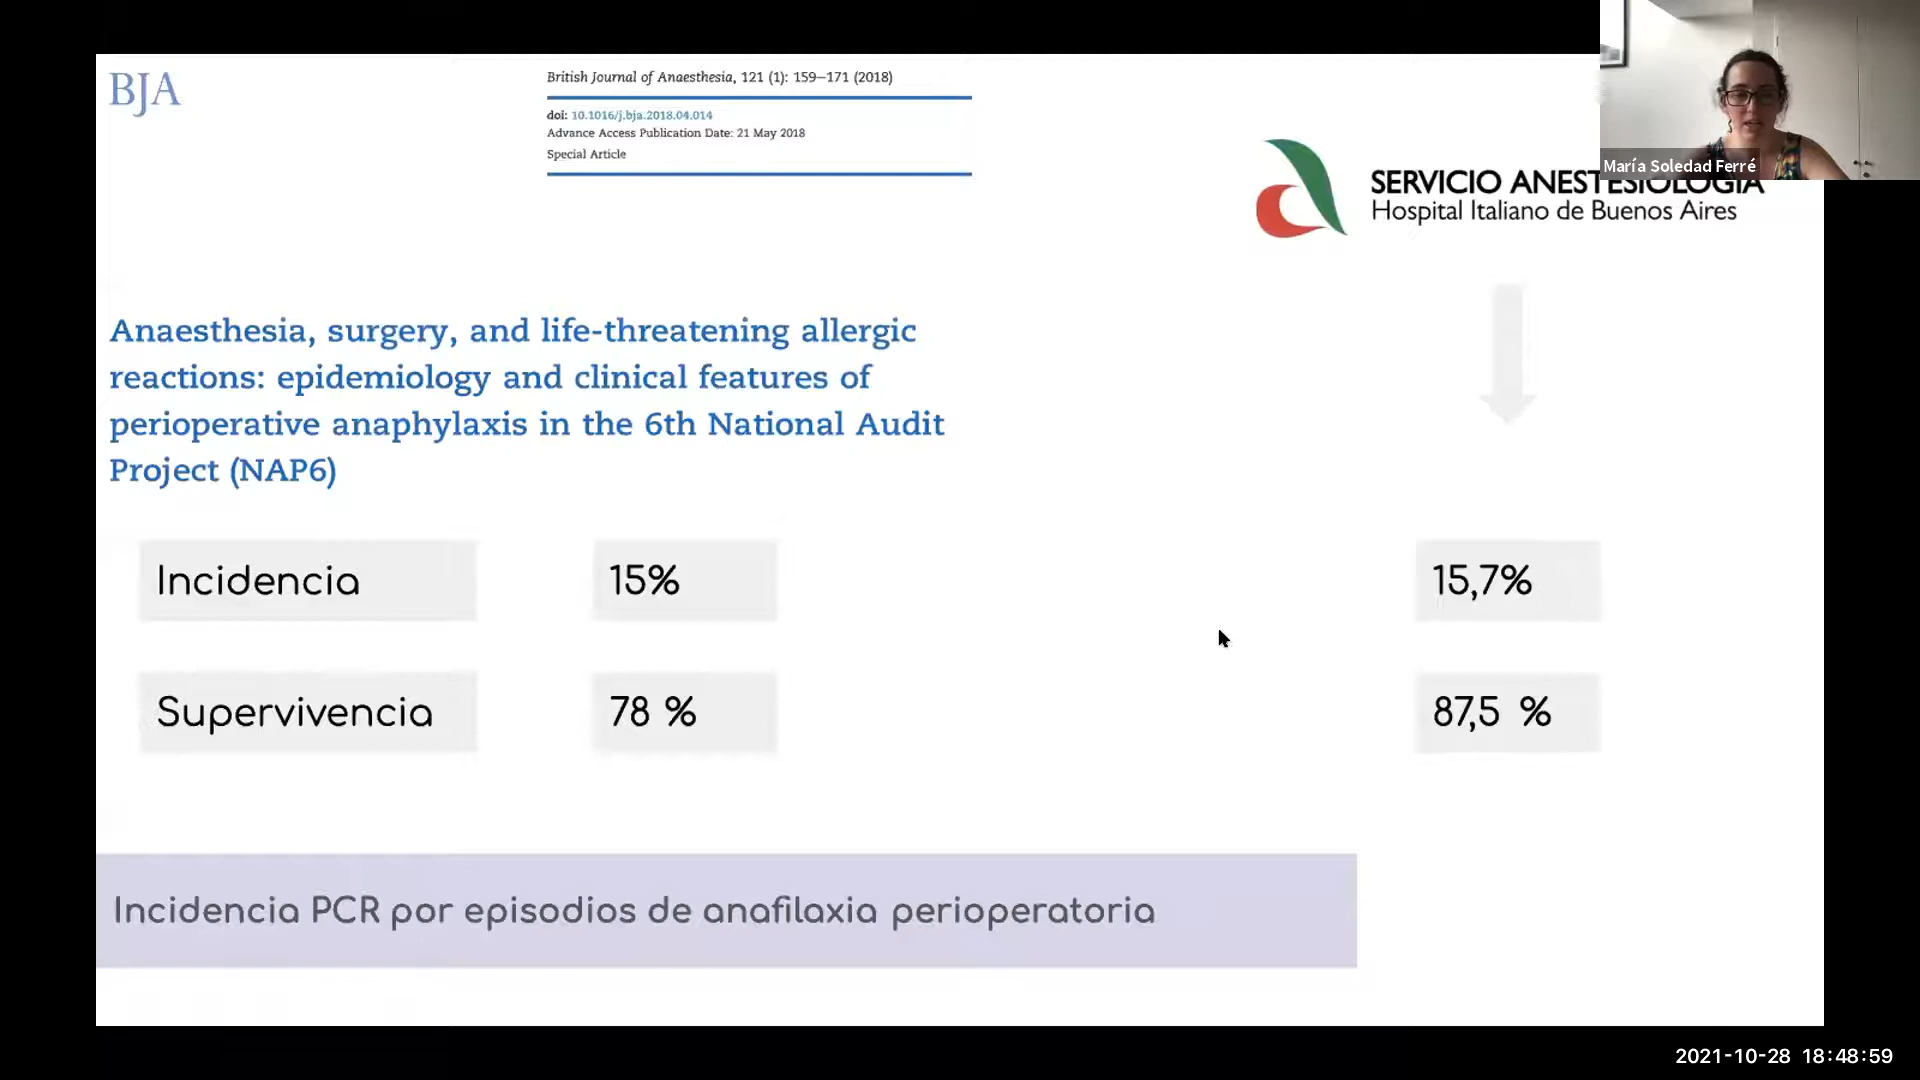 BJA
British Journal of Anaesthesia, 121 (1): 159–171 (2018)
doi: 10.1016/j.bja.2018.04.014
Advance Access Publication Date: 21 May 2018
Special Article
María Soledad Ferré
SERVICIO ANESTESIOLOGIA
Hospital Italiano de Buenos Aires
Anaesthesia, surgery, and life-threatening allergic
reactions: epidemiology and clinical features of
perioperative anaphylaxis in the 6th National Audit
Project (NAP6)
Incidencia 15% 15,7%
Supervivencia 78 % 87,5 %
Incidencia PCR por episodios de anafilaxia perioperatoria
2021-10-28 18:48:59